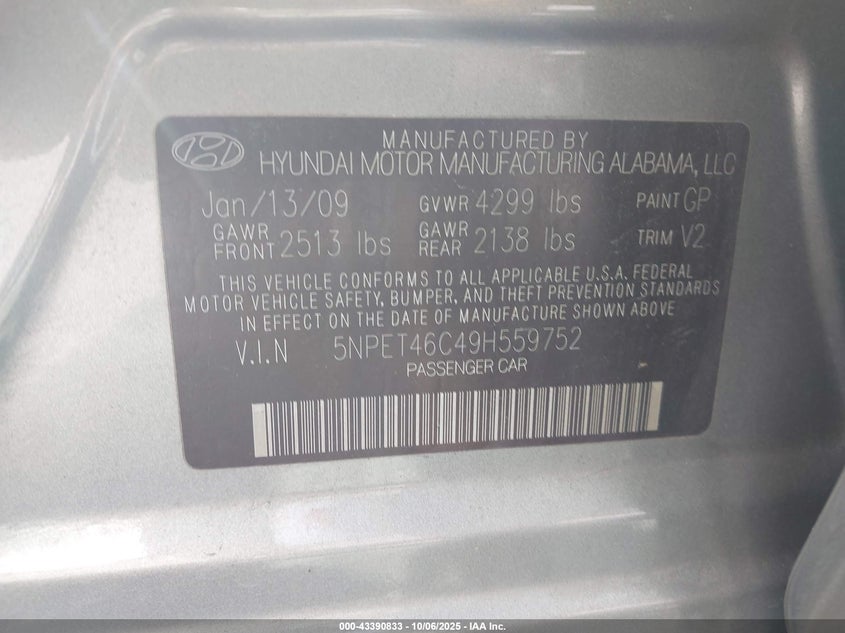 MANUFACTURED BY
HYUNDAI MOTOR MANUFACTURING ALABAMA, LLC
Jan/13/09 GVWR 4299 lbs PAINT GP
GAWR FRONT 2513 lbs GAWR REAR 2138 lbs TRIM V2
THIS VEHICLE CONFORMS TO ALL APPLICABLE U.S.A. FEDERAL
MOTOR VEHICLE SAFETY, BUMPER, AND THEFT PREVENTION STANDARDS
IN EFFECT ON THE DATE OF MANUFACTURE SHOWN ABOVE
V.I.N 5NPET46C49H559752
PASSENGER CAR
000-43390833 - 10/06/2025 - IAA Inc.